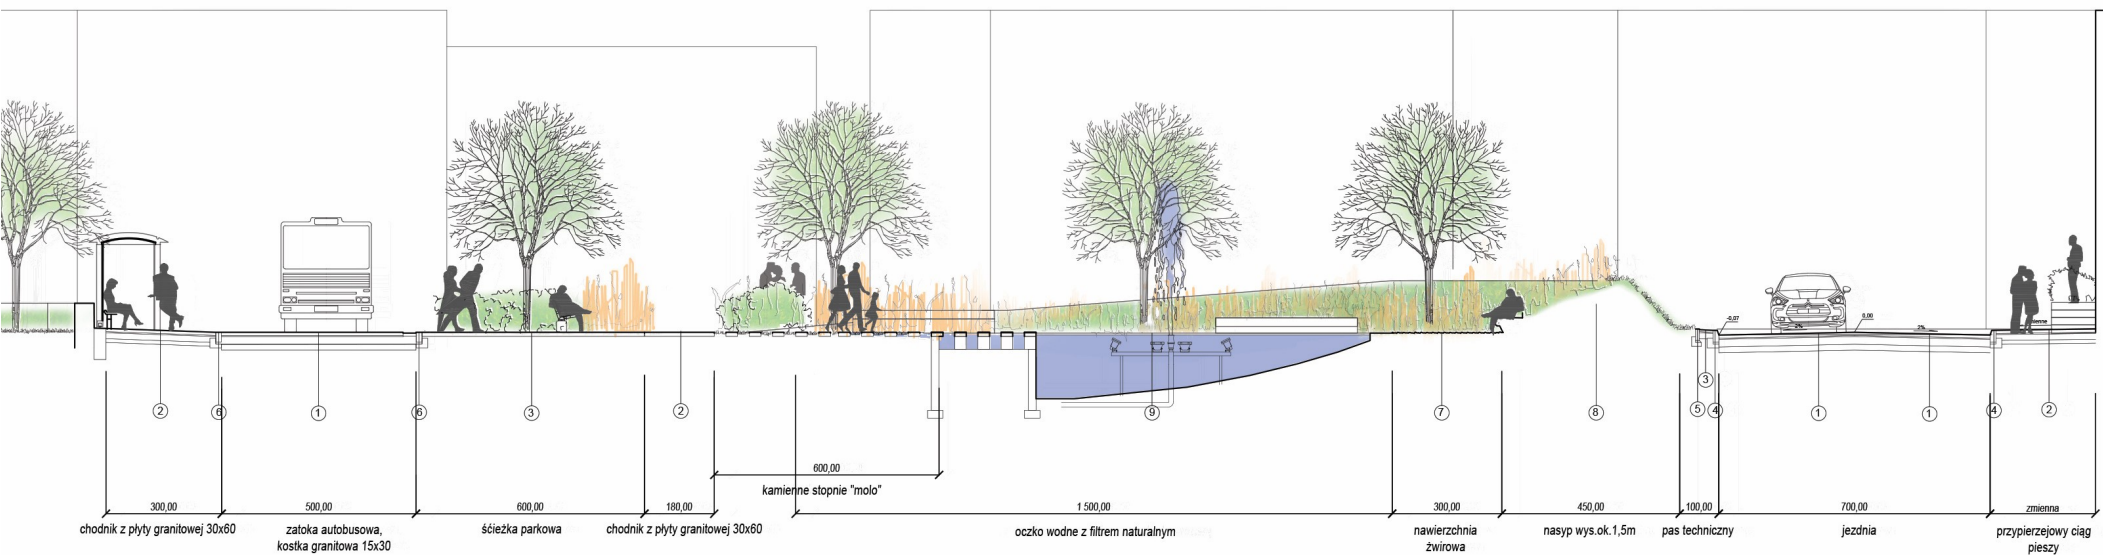 -0,07
0,00
2%
2%
2
6
1
6
3
2
9
7
8
5
3
4
1
1
4
2
600,00
kamienne stopnie "molo"
300,00
500,00
600,00
180,00
1 500,00
300,00
450,00
100,00
700,00
zmienna
chodnik z płyty granitowej 30x60
zatoka autobusowa,
kostka granitowa 15x30
śćieżka parkowa
chodnik z płyty granitowej 30x60
oczko wodne z filtrem naturalnym
nawierzchnia
żwirowa
nasyp wys.ok.1,5m
pas techniczny
jezdnia
przypierzejowy ciąg
pieszy